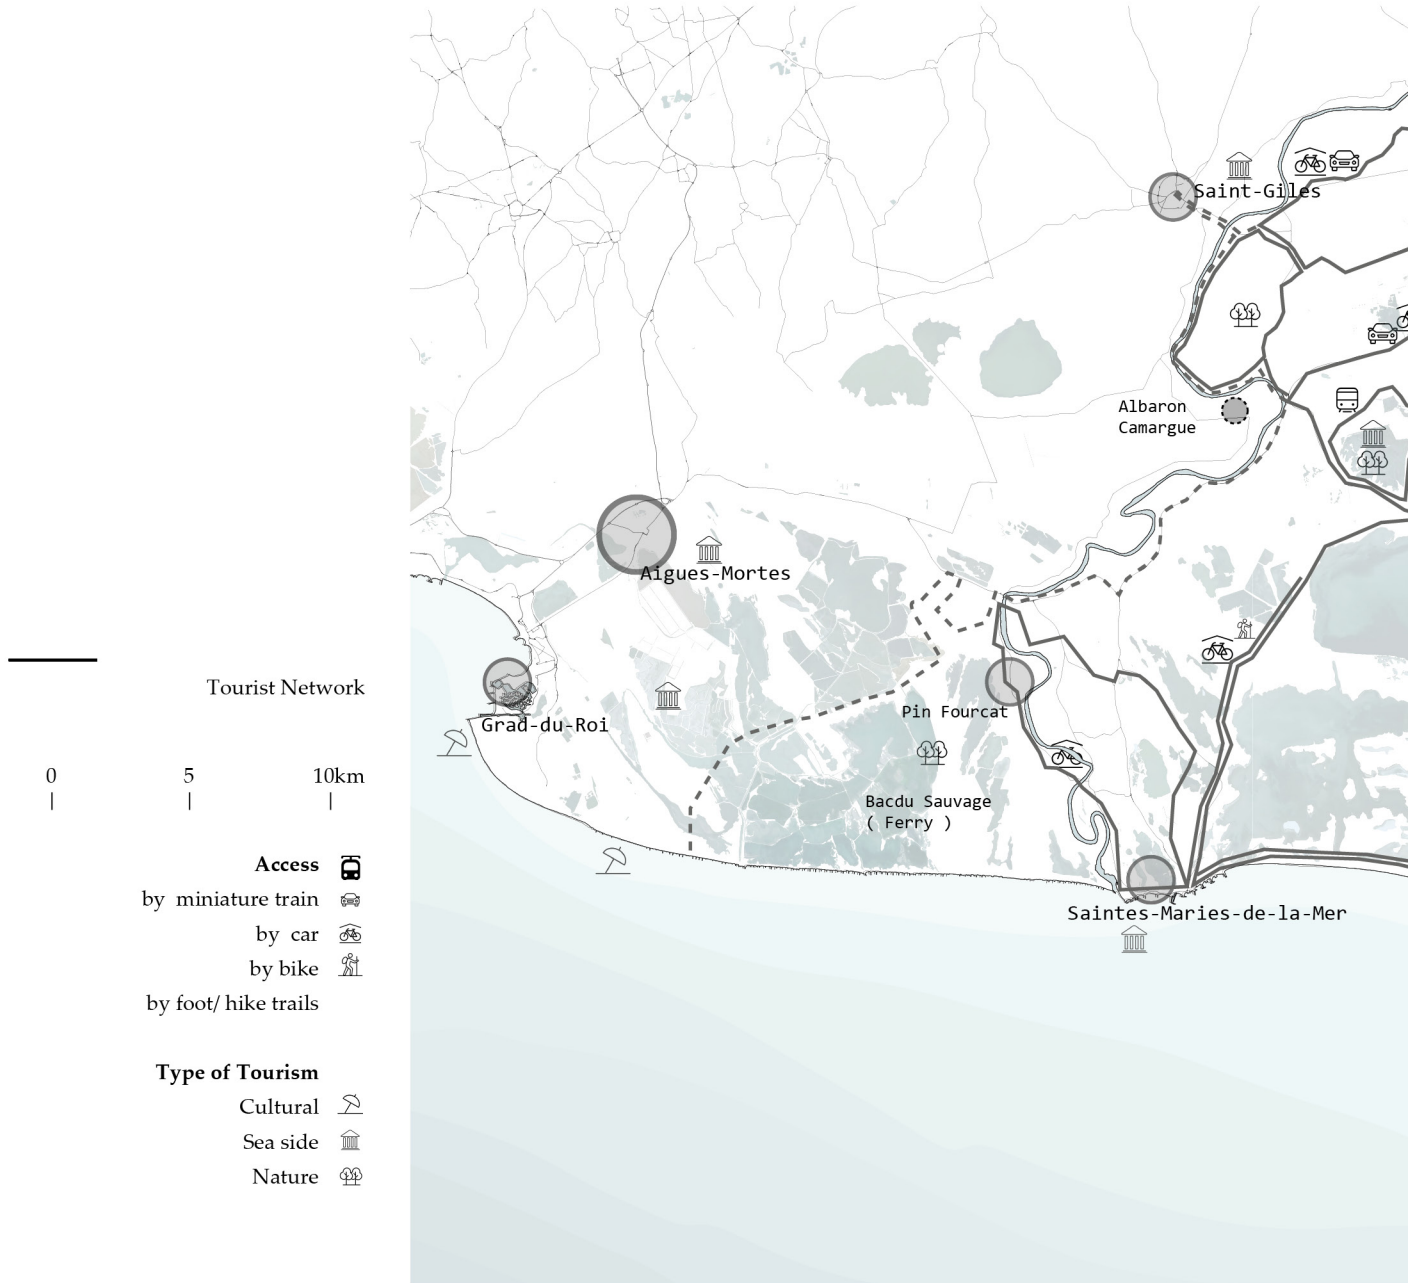 Tourist Network
0 5 10km
Access
by miniature train
by car
by bike
by foot/ hike trails
Type of Tourism
Cultural
Sea side
Nature
Saint-Giles
Albaron
Camargue
Aigues-Mortes
Grad-du-Roi
Pin Fourcat
Bacdu Sauvage
( Ferry )
Saintes-Maries-de-la-Mer